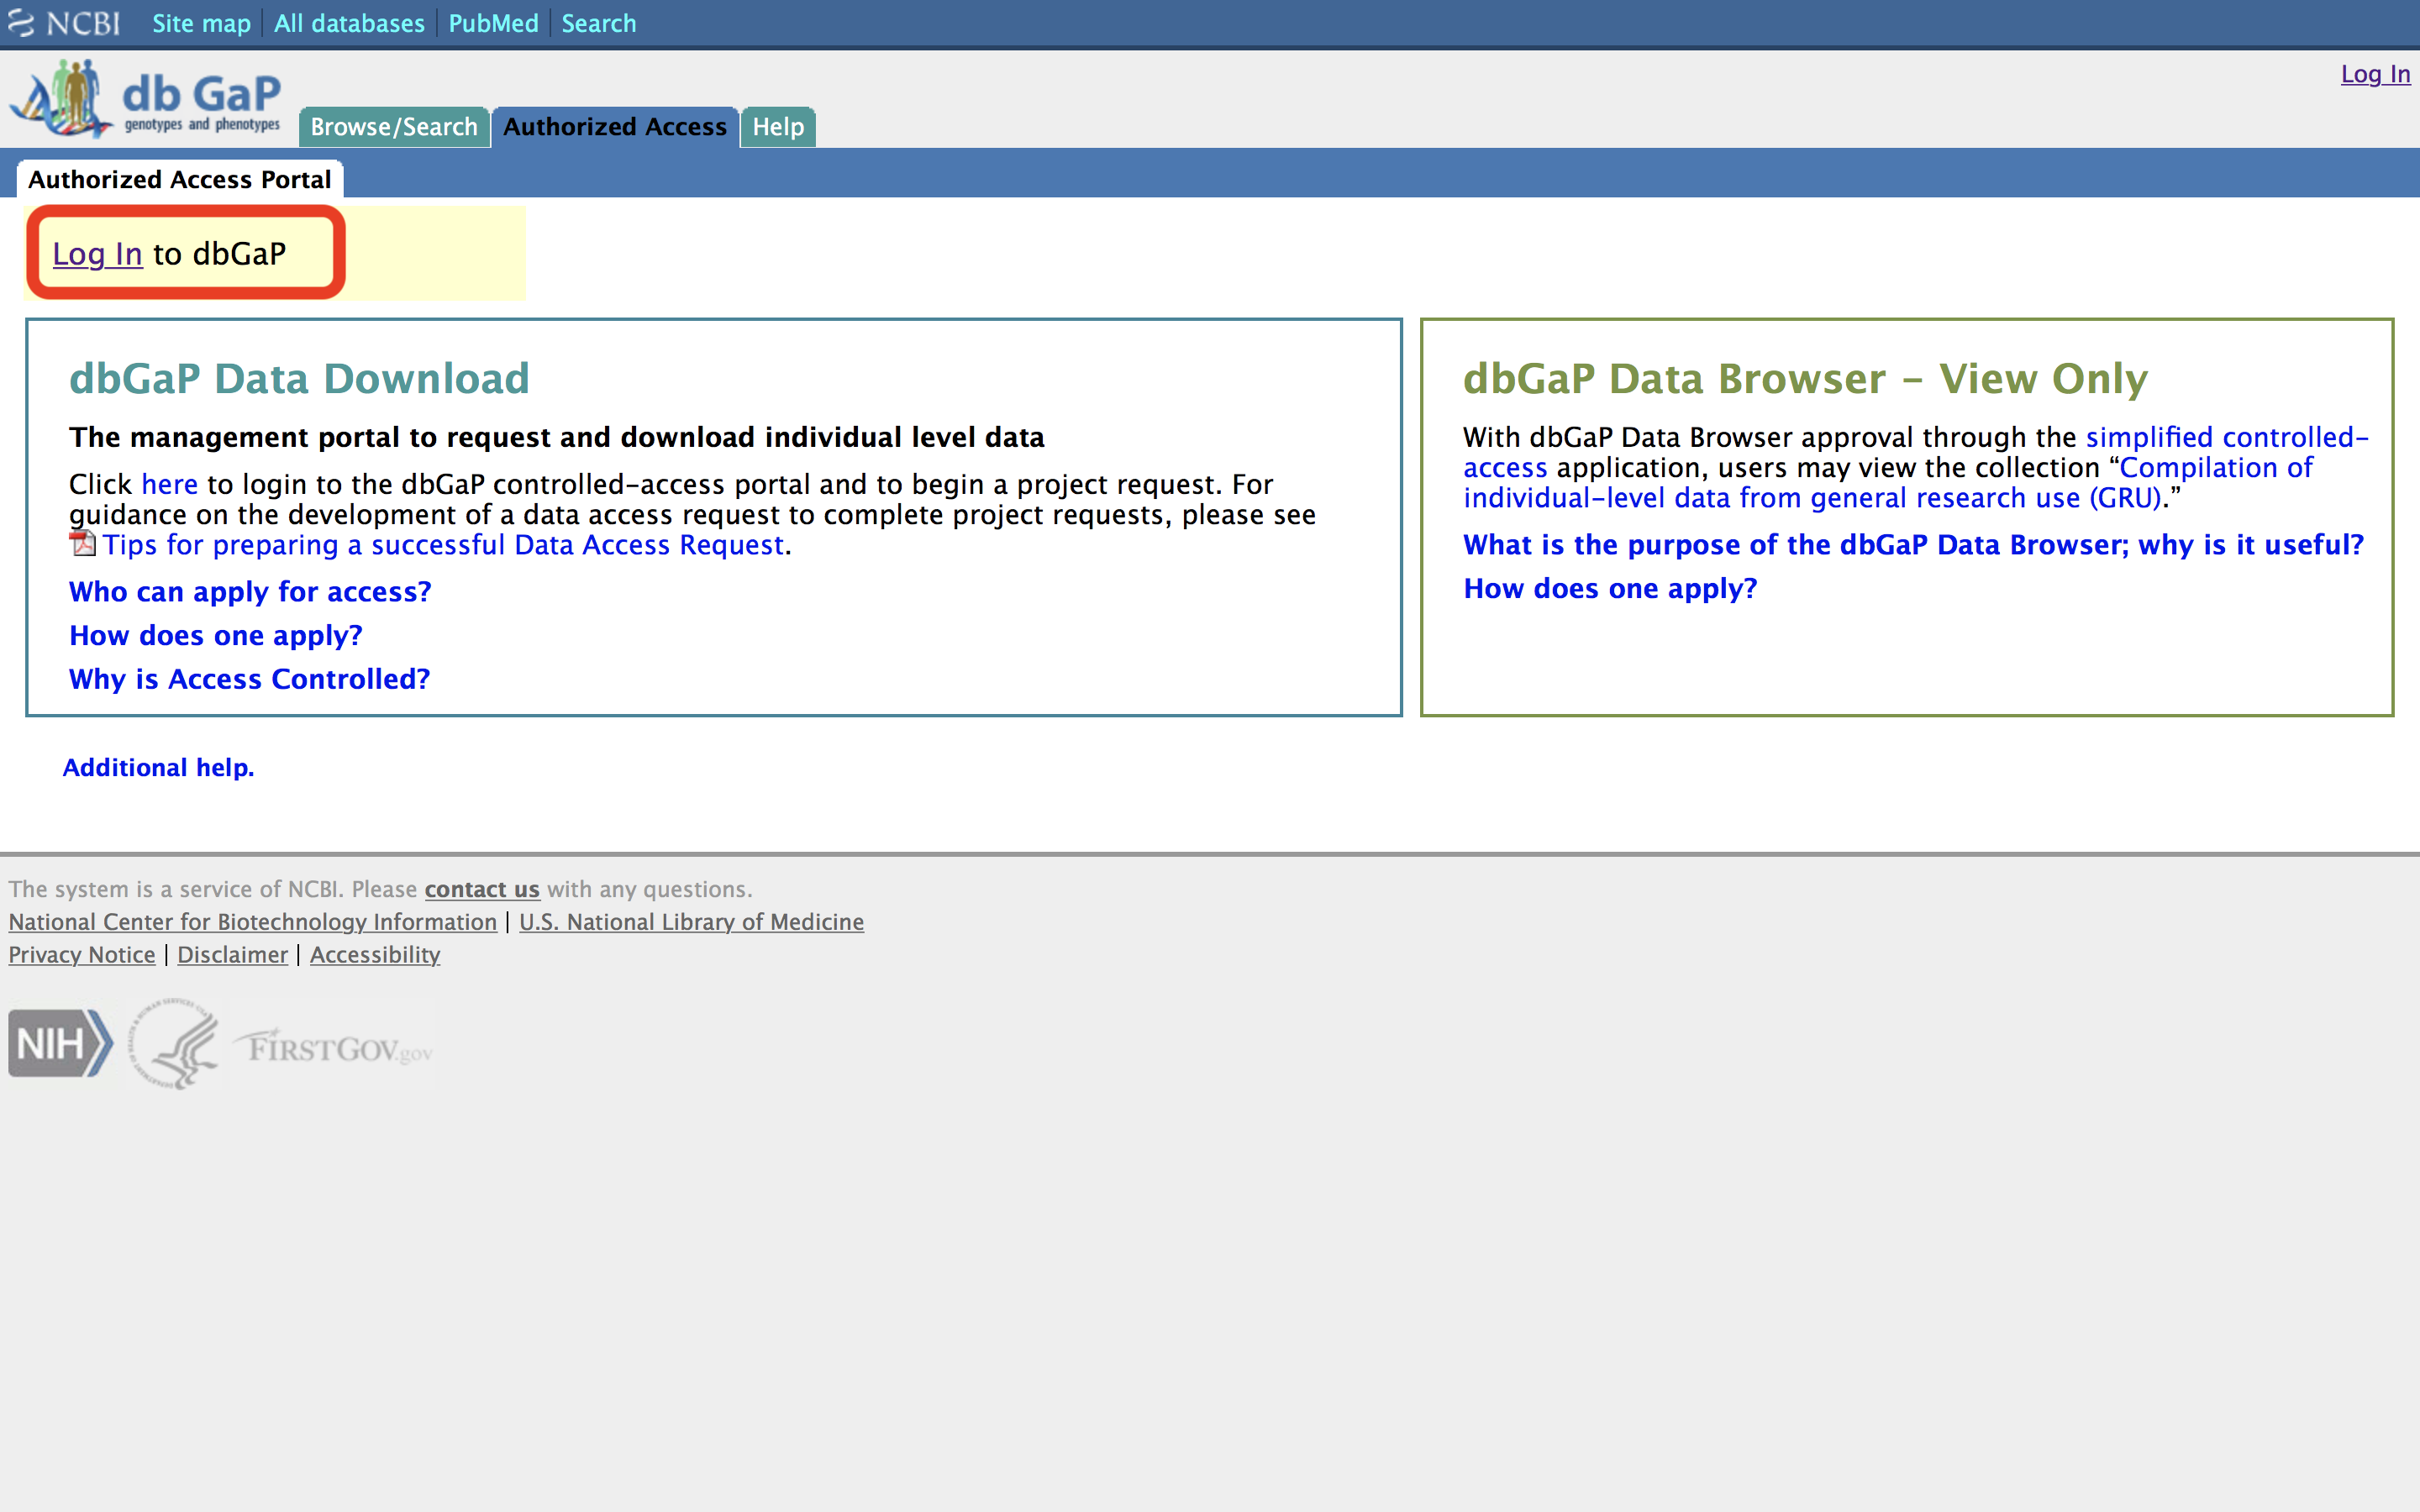 NCBI Site map All databases PubMed Search
Log In
db GaP
genotypes and phenotypes
Browse/Search Authorized Access Help
Authorized Access Portal
Log In to dbGaP
dbGaP Data Download
The management portal to request and download individual level data
Click here to login to the dbGaP controlled-access portal and to begin a project request. For
guidance on the development of a data access request to complete project requests, please see
Tips for preparing a successful Data Access Request.
Who can apply for access?
How does one apply?
Why is Access Controlled?
dbGaP Data Browser - View Only
With dbGaP Data Browser approval through the simplified controlled-
access application, users may view the collection “Compilation of
individual-level data from general research use (GRU).”
What is the purpose of the dbGaP Data Browser; why is it useful?
How does one apply?
Additional help.
The system is a service of NCBI. Please contact us with any questions.
National Center for Biotechnology Information | U.S. National Library of Medicine
Privacy Notice | Disclaimer | Accessibility
NIH
FIRSTGOV.gov